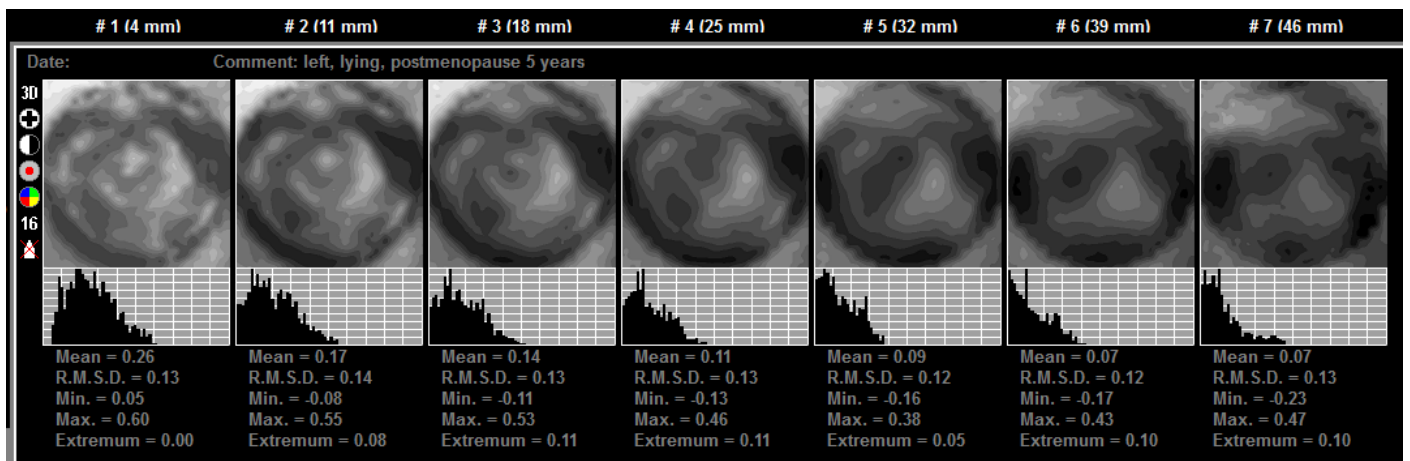 # 1 (4 mm) # 2 (11 mm) # 3 (18 mm) # 4 (25 mm) # 5 (32 mm) # 6 (39 mm) # 7 (46 mm)
Date: Comment: left, lying, postmenopause 5 years
3D
16
Mean = 0.26 Mean = 0.17 Mean = 0.14 Mean = 0.11 Mean = 0.09 Mean = 0.07 Mean = 0.07
R.M.S.D. = 0.13 R.M.S.D. = 0.14 R.M.S.D. = 0.13 R.M.S.D. = 0.13 R.M.S.D. = 0.12 R.M.S.D. = 0.12 R.M.S.D. = 0.13
Min. = 0.05 Min. = -0.08 Min. = -0.11 Min. = -0.13 Min. = -0.16 Min. = -0.17 Min. = -0.23
Max. = 0.60 Max. = 0.55 Max. = 0.53 Max. = 0.46 Max. = 0.38 Max. = 0.43 Max. = 0.47
Extremum = 0.00 Extremum = 0.08 Extremum = 0.11 Extremum = 0.11 Extremum = 0.05 Extremum = 0.10 Extremum = 0.10